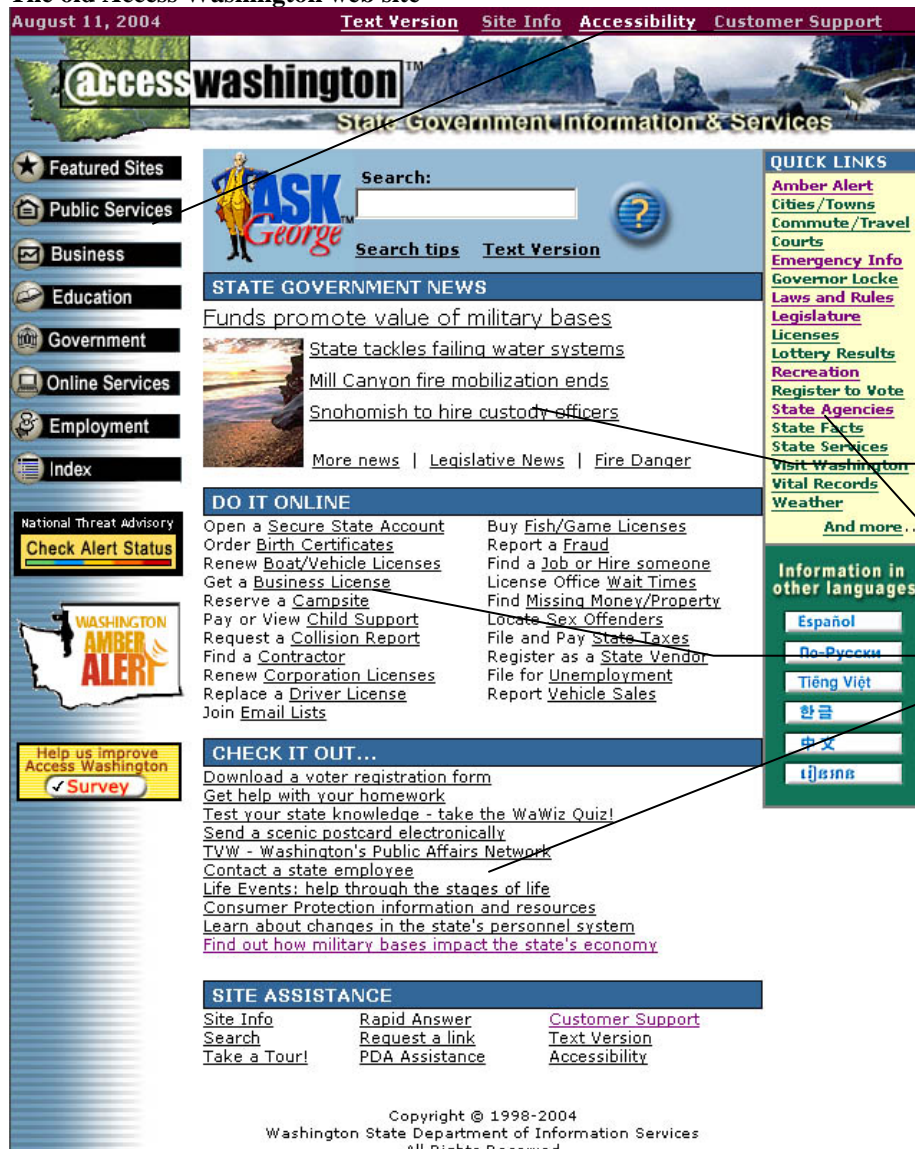 The old Access Washington web site
August 11, 2004 Text Version Site Info Accessibility Customer Support
@accesswashington™
State Government Information & Services
Featured Sites
Public Services
Business
Education
Government
Online Services
Employment
Index
National Threat Advisory
Check Alert Status
WASHINGTON
AMBER
ALERT
Help us improve
Access Washington
✓Survey
ASK
George™
Search:
Search tips Text Version
STATE GOVERNMENT NEWS
Funds promote value of military bases
State tackles failing water systems
Mill Canyon fire mobilization ends
Snohomish to hire custody officers
More news | Legislative News | Fire Danger
DO IT ONLINE
Open a Secure State Account
Order Birth Certificates
Renew Boat/Vehicle Licenses
Get a Business License
Reserve a Campsite
Pay or View Child Support
Request a Collision Report
Find a Contractor
Renew Corporation Licenses
Replace a Driver License
Join Email Lists
Buy Fish/Game Licenses
Report a Fraud
Find a Job or Hire someone
License Office Wait Times
Find Missing Money/Property
Locate Sex Offenders
File and Pay State Taxes
Register as a State Vendor
File for Unemployment
Report Vehicle Sales
CHECK IT OUT...
Download a voter registration form
Get help with your homework
Test your state knowledge - take the WaWiz Quiz!
Send a scenic postcard electronically
TVW - Washington's Public Affairs Network
Contact a state employee
Life Events: help through the stages of life
Consumer Protection information and resources
Learn about changes in the state's personnel system
Find out how military bases impact the state's economy
SITE ASSISTANCE
Site Info Rapid Answer Customer Support
Search Request a link Text Version
Take a Tour! PDA Assistance Accessibility
QUICK LINKS
Amber Alert
Cities/Towns
Commute/Travel
Courts
Emergency Info
Governor Locke
Laws and Rules
Legislature
Licenses
Lottery Results
Recreation
Register to Vote
State Agencies
State Facts
State Services
Visit Washington
Vital Records
Weather
And more..
Information in
other languages
Español
По-Русски
Tiếng Việt
한글
中文
Copyright © 1998-2004
Washington State Department of Information Services
All Rights Reserved